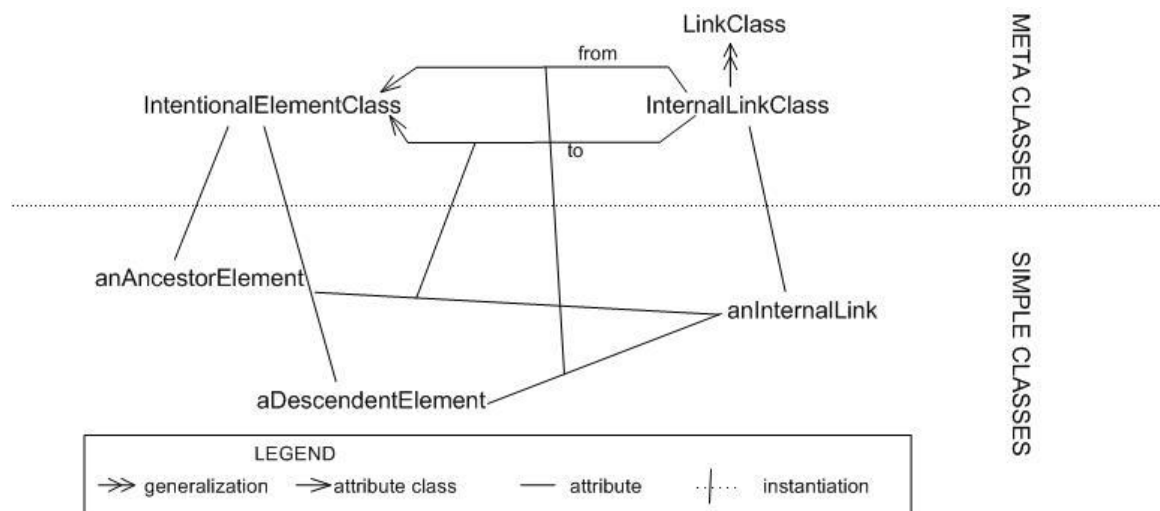 LinkClass
from
IntentionalElementClass
InternalLinkClass
to
META CLASSES
anAncestorElement
anInternalLink
aDescendentElement
SIMPLE CLASSES
LEGEND
generalization
attribute class
attribute
instantiation